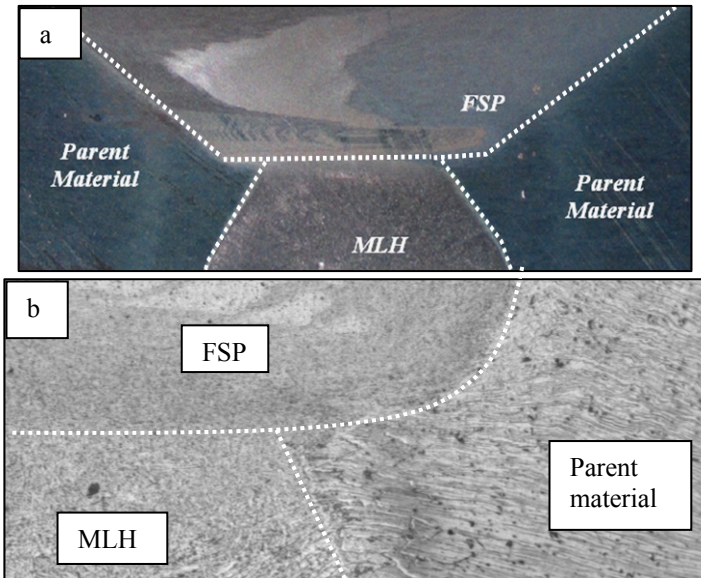 a
FSP
Parent
Material
Parent
Material
MLH
b
FSP
Parent
material
MLH